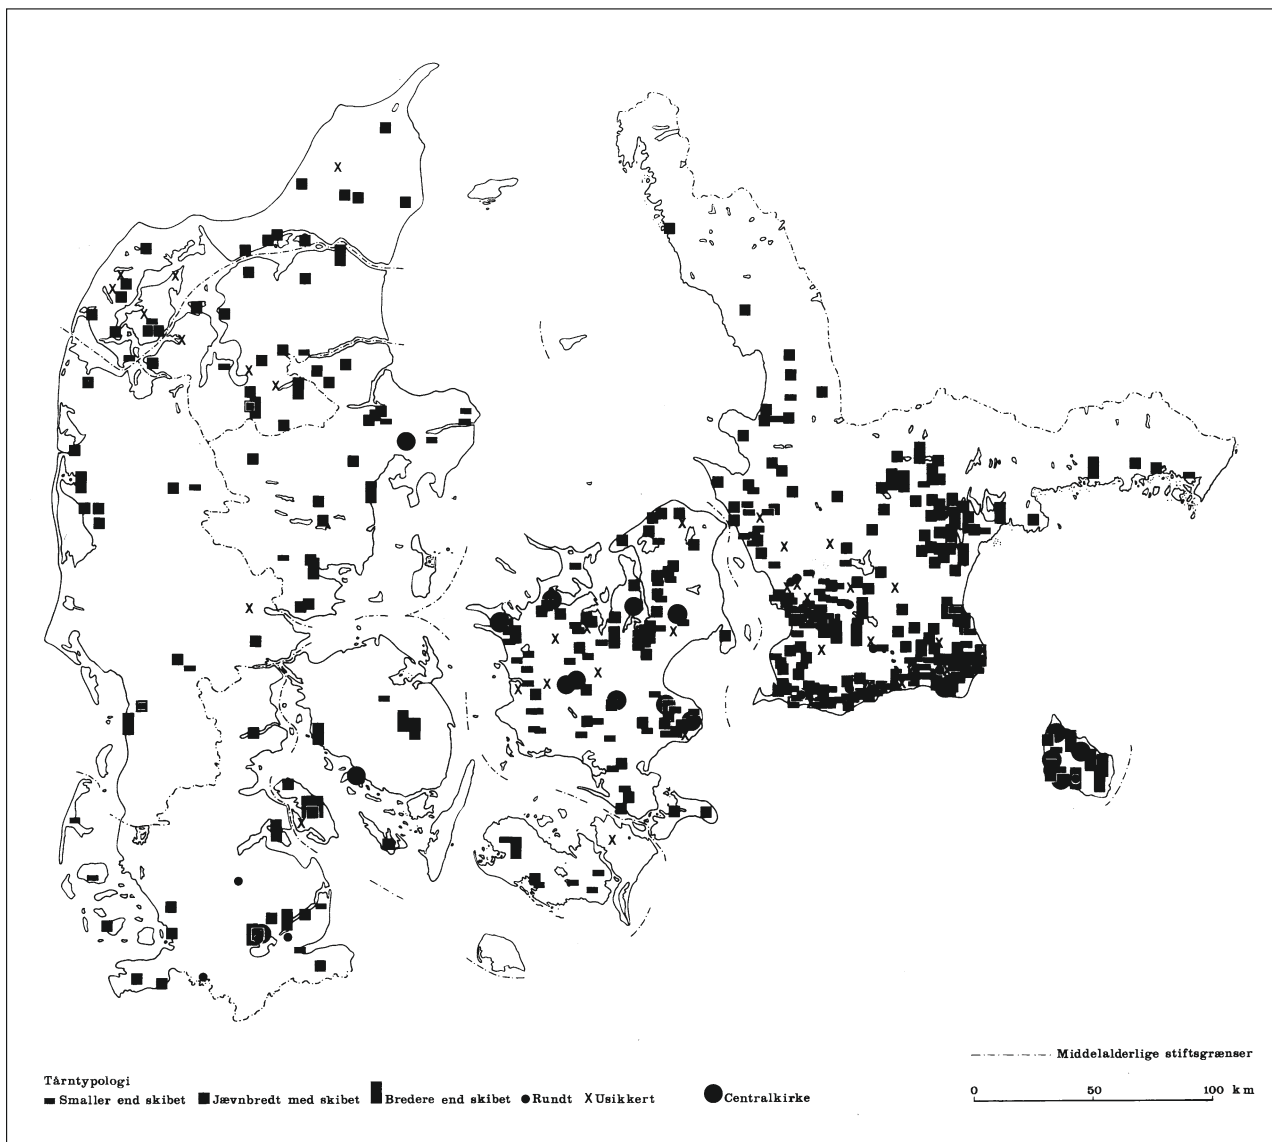 Middelalderlige stiftsgrænser
Tårntypologi
Smaller end skibet Jævnbredt med skibet Bredere end skibet Rundt X Usikkert Centralkirke
0 50 100 km